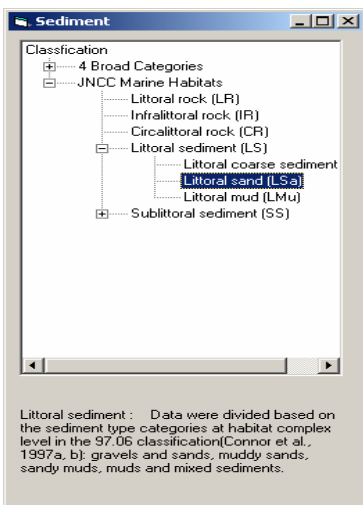 Sediment
Classfication
4 Broad Categories
JNCC Marine Habitats
Littoral rock (LR)
Infralittoral rock (IR)
Circalittoral rock (CR)
Littoral sediment (LS)
Littoral coarse sediment
Littoral sand (LSa)
Littoral mud (LMu)
Sublittoral sediment (SS)
Littoral sediment : Data were divided based on
the sediment type categories at habitat complex
level in the 97.06 classification(Connor et al.,
1997a, b): gravels and sands, muddy sands,
sandy muds, muds and mixed sediments.